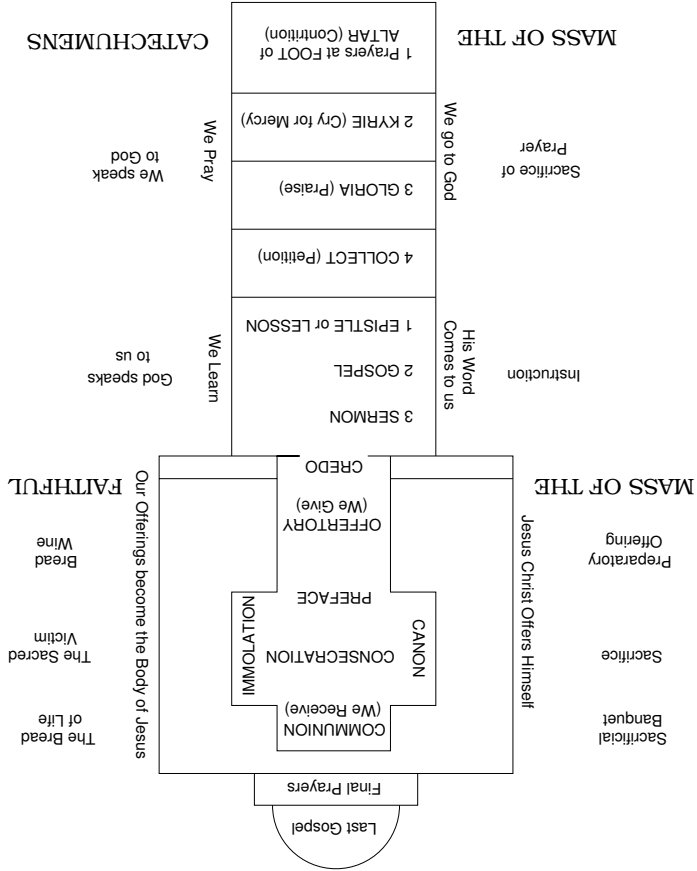 Last Gospel
Final Prayers
Sacrificial
Banquet
COMMUNION
(We Receive)
The Bread
of Life
Sacrifice
Jesus Christ Offers Himself
CANON
CONSECRATION
IMMOLATION
Our Offerings become the Body of Jesus
The Sacred
Victim
PREFACE
Preparatory
Offering
OFFERTORY
(We Give)
Bread
Wine
MASS OF THE
FAITHFUL
CREDO
3 SERMON
2 GOSPEL
1 EPISTLE or LESSON
Instruction
His Word
Comes to us
We Learn
God speaks
to us
4 COLLECT (Petition)
3 GLORIA (Praise)
2 KYRIE (Cry for Mercy)
Sacrifice of
Prayer
We go to God
We Pray
We speak
to God
1 Prayers at FOOT of
ALTAR (Contrition)
MASS OF THE
CATECHUMENS